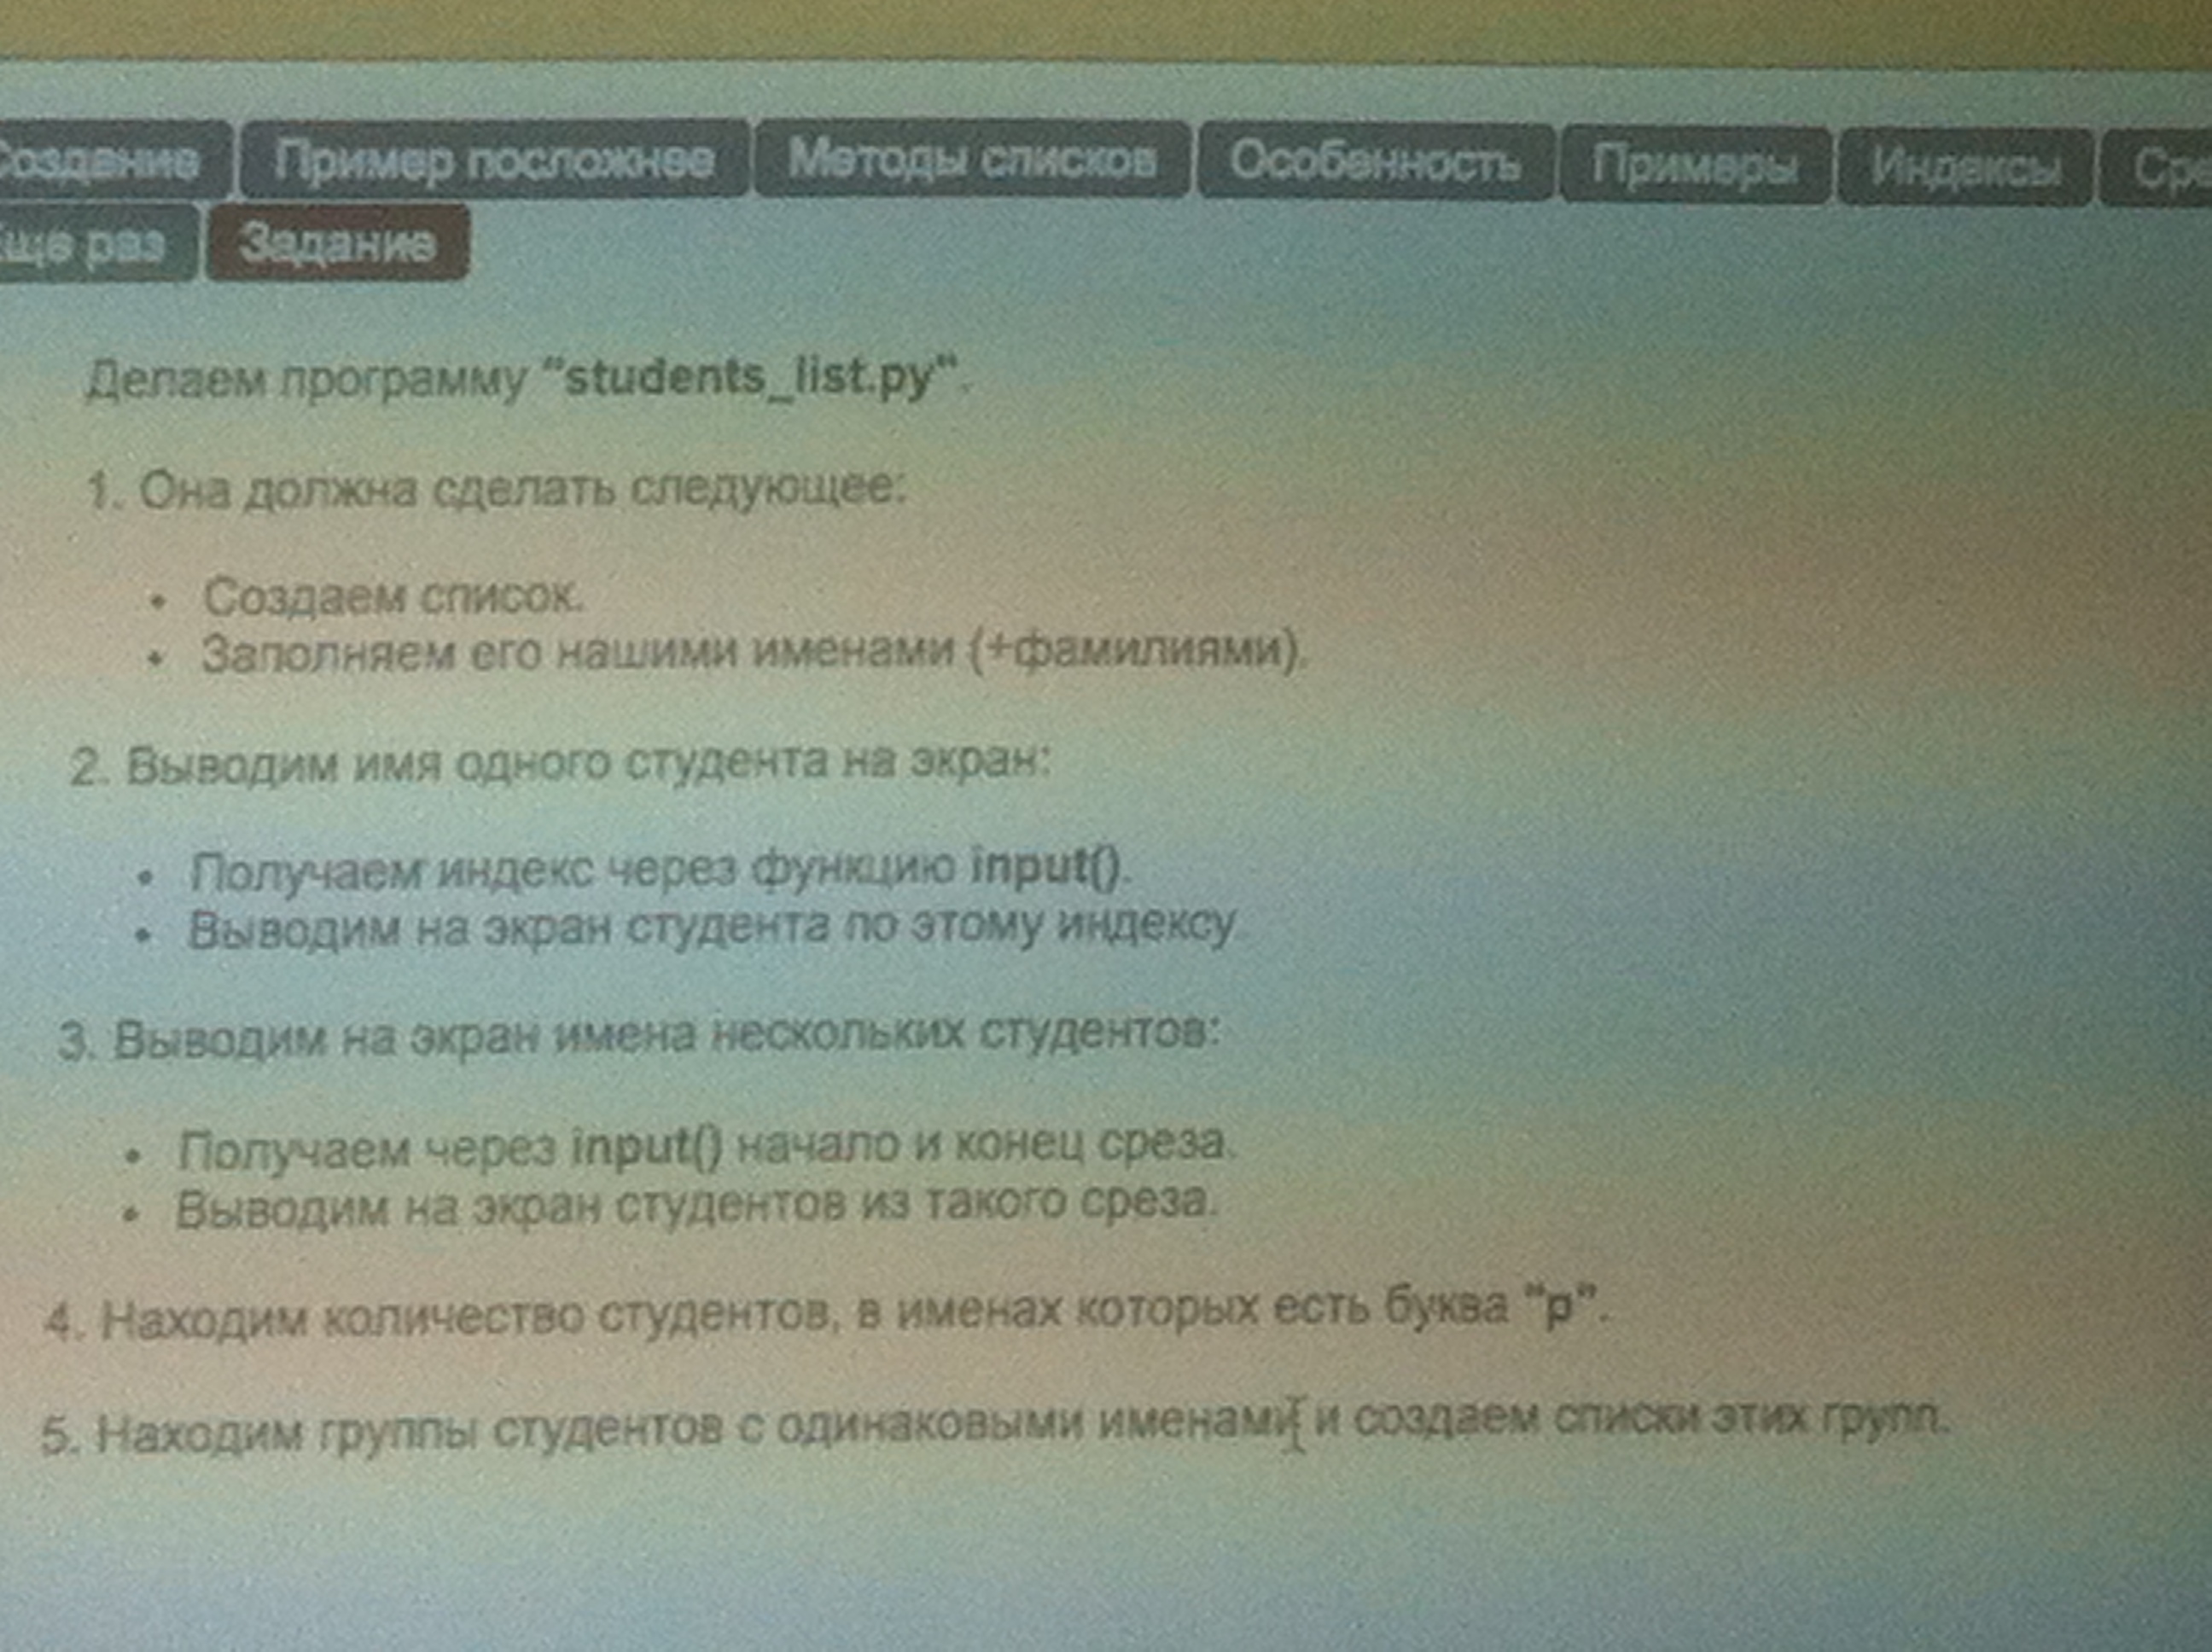 Создание Пример посложнее Методы списков Особенность Примеры Индексы Сре
Еще раз Задание
Делаем программу "students_list.py".
1. Она должна сделать следующее:
• Создаем список.
• Заполняем его нашими именами (+фамилиями).
2. Выводим имя одного студента на экран:
• Получаем индекс через функцию input().
• Выводим на экран студента по этому индексу.
3. Выводим на экран имена нескольких студентов:
• Получаем через input() начало и конец среза.
• Выводим на экран студентов из такого среза.
4. Находим количество студентов, в именах которых есть буква "р".
5. Находим группы студентов с одинаковыми именами и создаем списки этих групп.